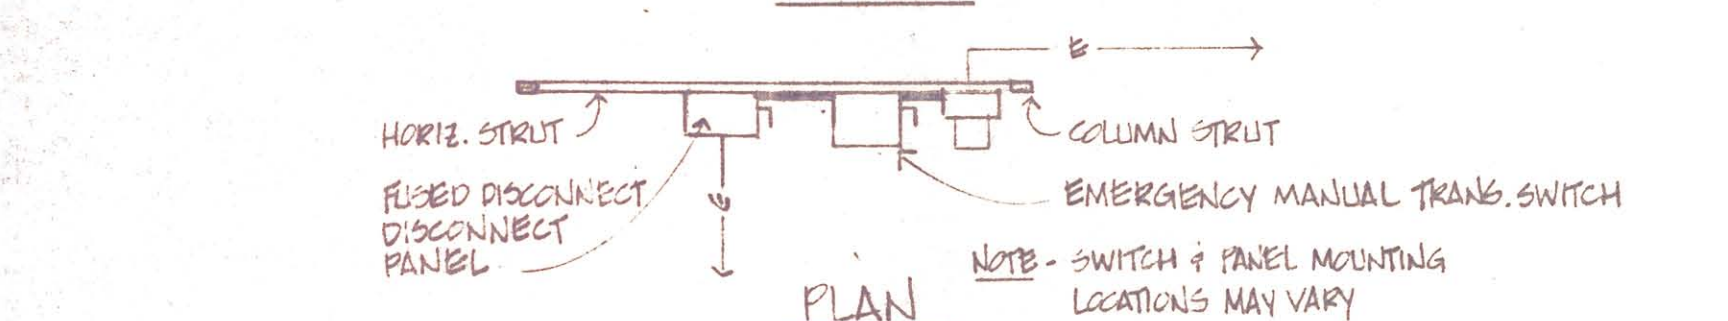 E
HORIZ. STRUT
COLUMN STRUT
FUSED DISCONNECT
DISCONNECT
PANEL
EMERGENCY MANUAL TRANS. SWITCH
NOTE - SWITCH & PANEL MOUNTING
LOCATIONS MAY VARY
PLAN